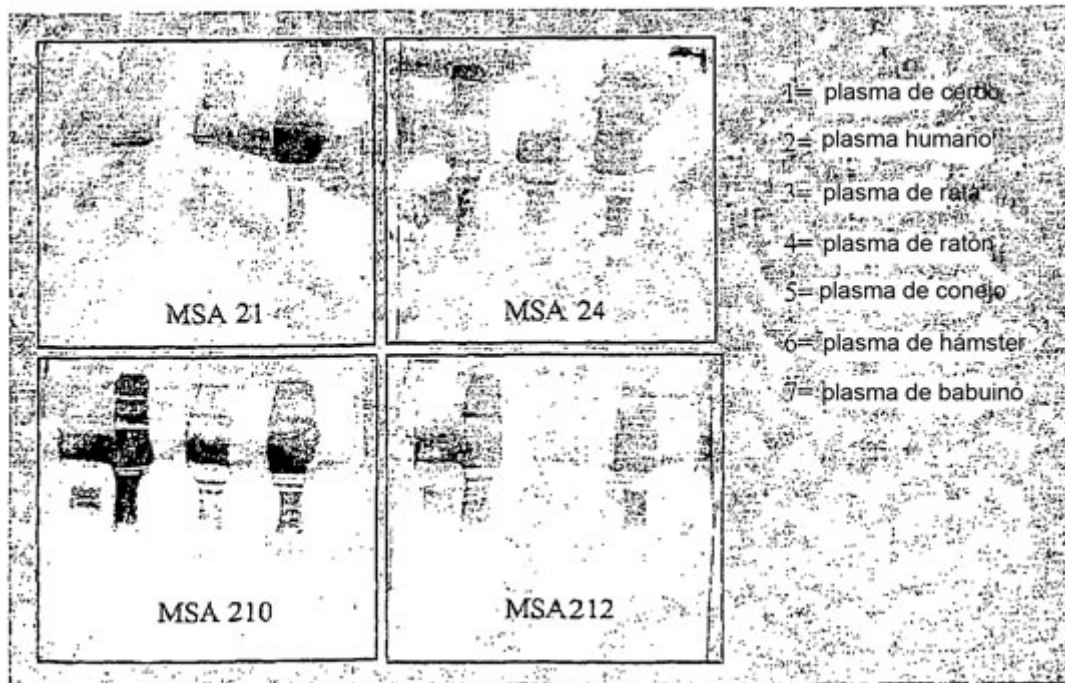 MSA 21
MSA 24
MSA 210
MSA212
1= plasma de cerdo
2= plasma humano
3= plasma de rata
4= plasma de ratón
5= plasma de conejo
6= plasma de hámster
7= plasma de babuino